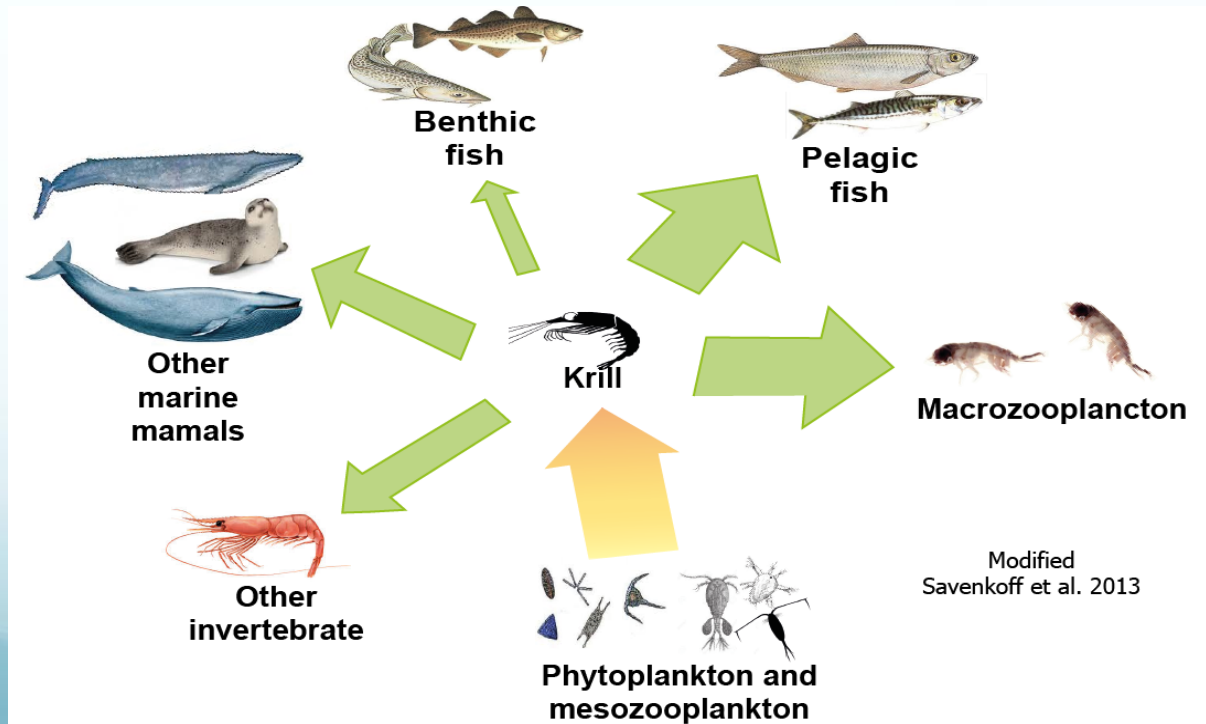 Benthic
fish
Pelagic
fish
Other
marine
mamals
Krill
Macrozooplancton
Other
invertebrate
Modified
Savenkoff et al. 2013
Phytoplankton and
mesozooplankton